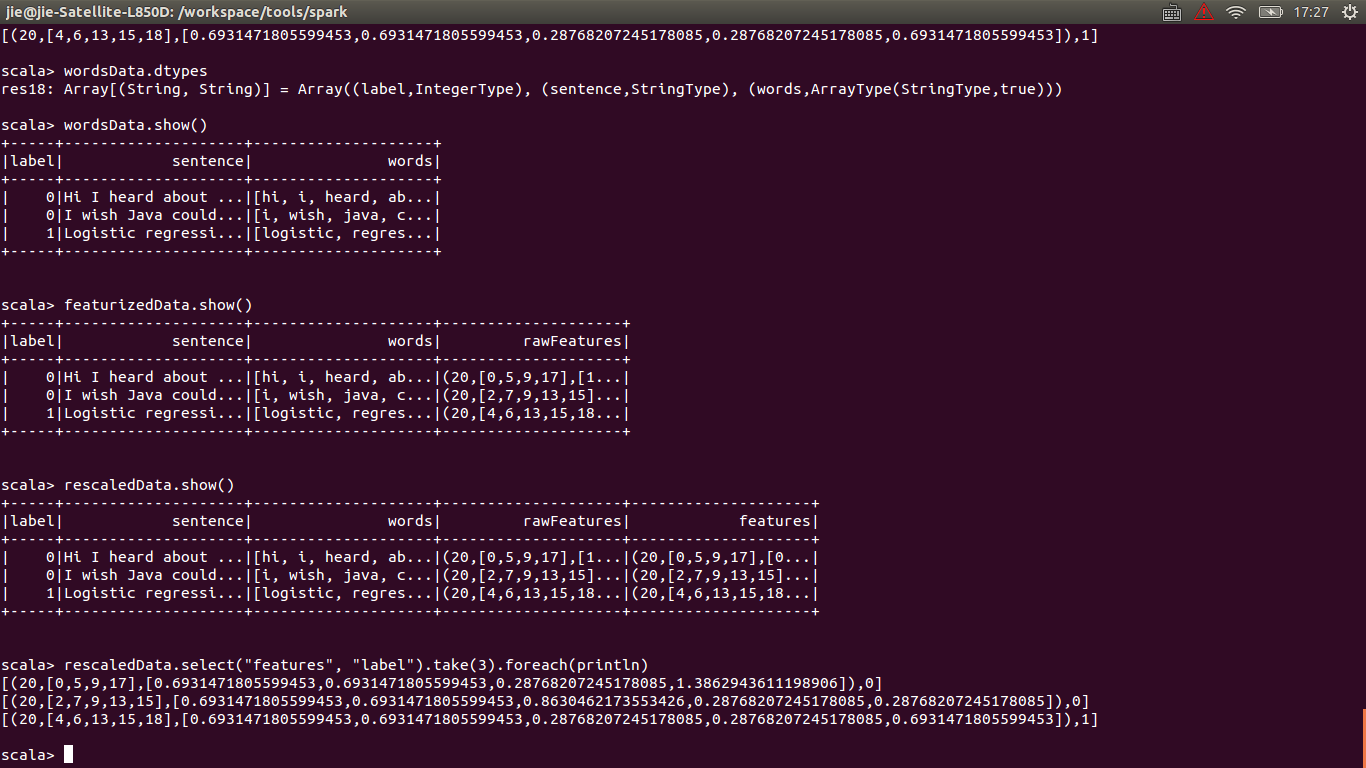 jie@jie-Satellite-L850D: /workspace/tools/spark 17:27
[(20,[4,6,13,15,18],[0.6931471805599453,0.6931471805599453,0.28768207245178085,0.28768207245178085,0.6931471805599453]),1]
scala> wordsData.dtypes
res18: Array[(String, String)] = Array((label,IntegerType), (sentence,StringType), (words,ArrayType(StringType,true)))
scala> wordsData.show()
+-----+--------------------+--------------------+
|label|            sentence|               words|
+-----+--------------------+--------------------+
|    0|Hi I heard about ...|[hi, i, heard, ab...|
|    0|I wish Java could...|[i, wish, java, c...|
|    1|Logistic regressi...|[logistic, regres...|
+-----+--------------------+--------------------+
scala> featurizedData.show()
+-----+--------------------+--------------------+--------------------+
|label|            sentence|               words|         rawFeatures|
+-----+--------------------+--------------------+--------------------+
|    0|Hi I heard about ...|[hi, i, heard, ab...|(20,[0,5,9,17],[1...|
|    0|I wish Java could...|[i, wish, java, c...|(20,[2,7,9,13,15]...|
|    1|Logistic regressi...|[logistic, regres...|(20,[4,6,13,15,18...|
+-----+--------------------+--------------------+--------------------+
scala> rescaledData.show()
+-----+--------------------+--------------------+--------------------+--------------------+
|label|            sentence|               words|         rawFeatures|            features|
+-----+--------------------+--------------------+--------------------+--------------------+
|    0|Hi I heard about ...|[hi, i, heard, ab...|(20,[0,5,9,17],[1...|(20,[0,5,9,17],[0...|
|    0|I wish Java could...|[i, wish, java, c...|(20,[2,7,9,13,15]...|(20,[2,7,9,13,15]...|
|    1|Logistic regressi...|[logistic, regres...|(20,[4,6,13,15,18...|(20,[4,6,13,15,18...|
+-----+--------------------+--------------------+--------------------+--------------------+
scala> rescaledData.select("features", "label").take(3).foreach(println)
[(20,[0,5,9,17],[0.6931471805599453,0.6931471805599453,0.28768207245178085,1.3862943611198906]),0]
[(20,[2,7,9,13,15],[0.6931471805599453,0.6931471805599453,0.8630462173553426,0.28768207245178085,0.28768207245178085]),0]
[(20,[4,6,13,15,18],[0.6931471805599453,0.6931471805599453,0.28768207245178085,0.28768207245178085,0.6931471805599453]),1]
scala>